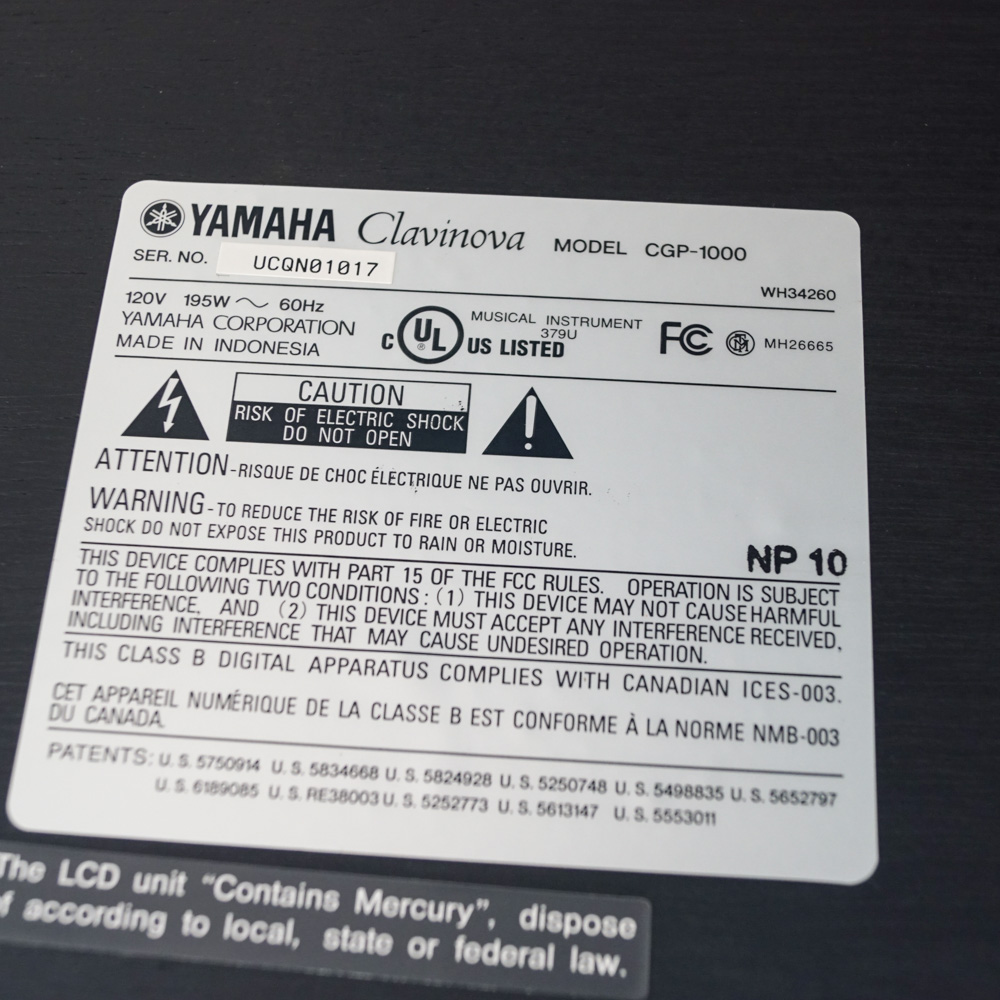 YAMAHA Clavinova MODEL CGP-1000
SER. NO. UCQN01017
WH34260
120V 195W ～ 60Hz
YAMAHA CORPORATION
MADE IN INDONESIA
C UL ® US LISTED
MUSICAL INSTRUMENT
379U
FC
MH26665
CAUTION
RISK OF ELECTRIC SHOCK
DO NOT OPEN
ATTENTION-RISQUE DE CHOC ÉLECTRIQUE NE PAS OUVRIR.
WARNING-TO REDUCE THE RISK OF FIRE OR ELECTRIC
SHOCK DO NOT EXPOSE THIS PRODUCT TO RAIN OR MOISTURE.
NP 10
THIS DEVICE COMPLIES WITH PART 15 OF THE FCC RULES. OPERATION IS SUBJECT
TO THE FOLLOWING TWO CONDITIONS: (1) THIS DEVICE MAY NOT CAUSE HARMFUL
INTERFERENCE, AND (2) THIS DEVICE MUST ACCEPT ANY INTERFERENCE RECEIVED,
INCLUDING INTERFERENCE THAT MAY CAUSE UNDESIRED OPERATION.
THIS CLASS B DIGITAL APPARATUS COMPLIES WITH CANADIAN ICES-003.
CET APPAREIL NUMÉRIQUE DE LA CLASSE B EST CONFORME À LA NORME NMB-003
DU CANADA.
PATENTS: U. S. 5750914 U. S. 5834668 U. S. 5824928 U. S. 5250748 U. S. 5498835 U. S. 5652797
U. S. 6189085 U. S. RE38003 U. S. 5252773 U. S. 5613147 U. S. 5553011
The LCD unit "Contains Mercury", dispose
of according to local, state or federal law.